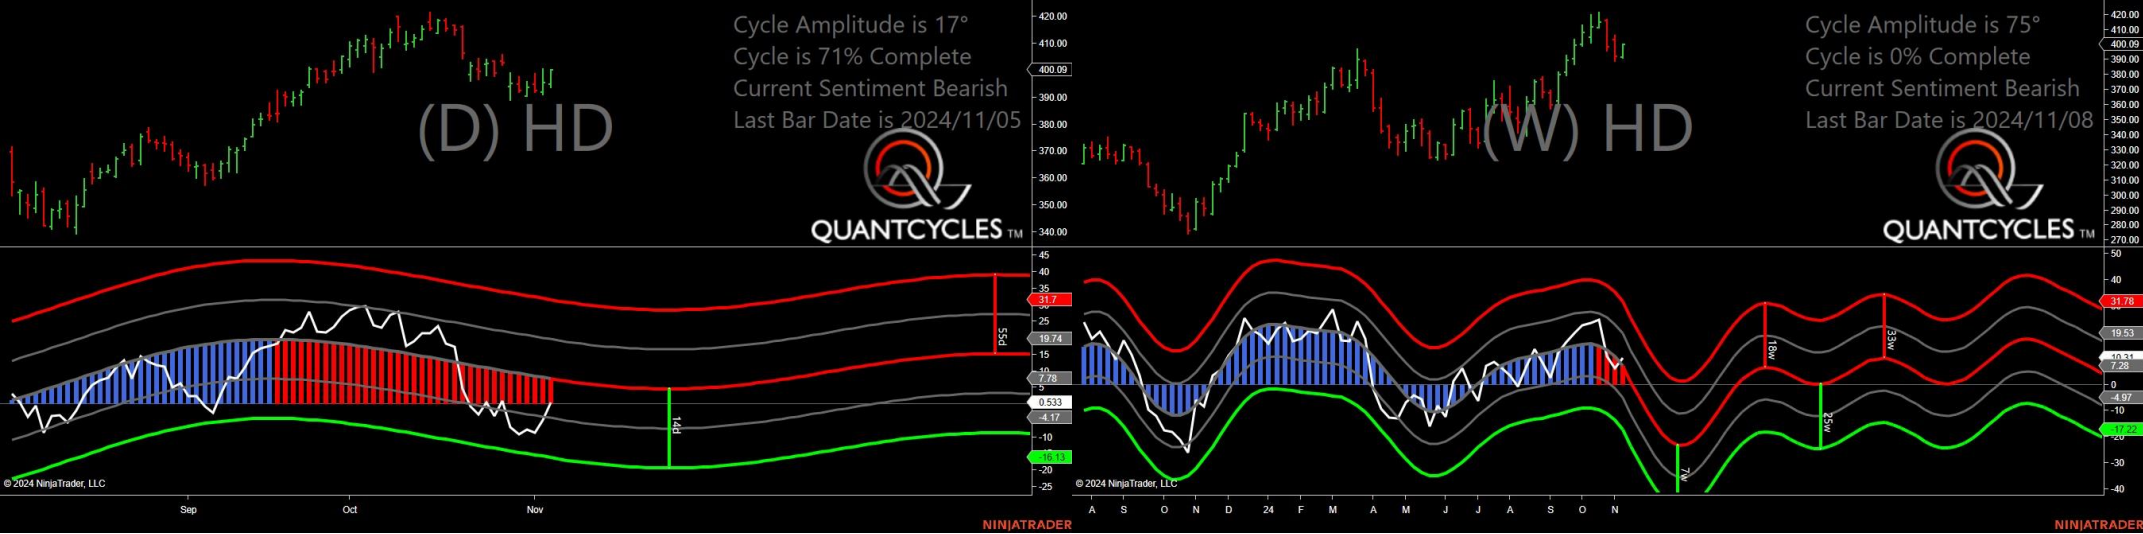 Cycle Amplitude is 17°
Cycle is 71% Complete
Current Sentiment Bearish
Last Bar Date is 2024/11/05
(D) HD
QUANTCYCLES TM
420.00
410.00
400.09
390.00
380.00
370.00
360.00
350.00
340.00
45
40
35
31.7
25
19.74
15
10
7.78
5
0.533
-4.17
-10
-16.13
-20
-25
55d
14d
© 2024 NinjaTrader, LLC
Sep
Oct
Nov
NINJATRADER
Cycle Amplitude is 75°
Cycle is 0% Complete
Current Sentiment Bearish
Last Bar Date is 2024/11/08
(W) HD
QUANTCYCLES TM
420.00
400.09
390.00
380.00
370.00
360.00
350.00
340.00
330.00
320.00
310.00
300.00
290.00
280.00
270.00
50
40
31.78
19.53
10.31
7.28
0
-4.97
-10
-17.22
-20
-30
-40
18w
33w
25w
7w
© 2024 NinjaTrader, LLC
A
S
O
N
D
24
F
M
A
M
J
J
A
S
O
N
NINJATRADER